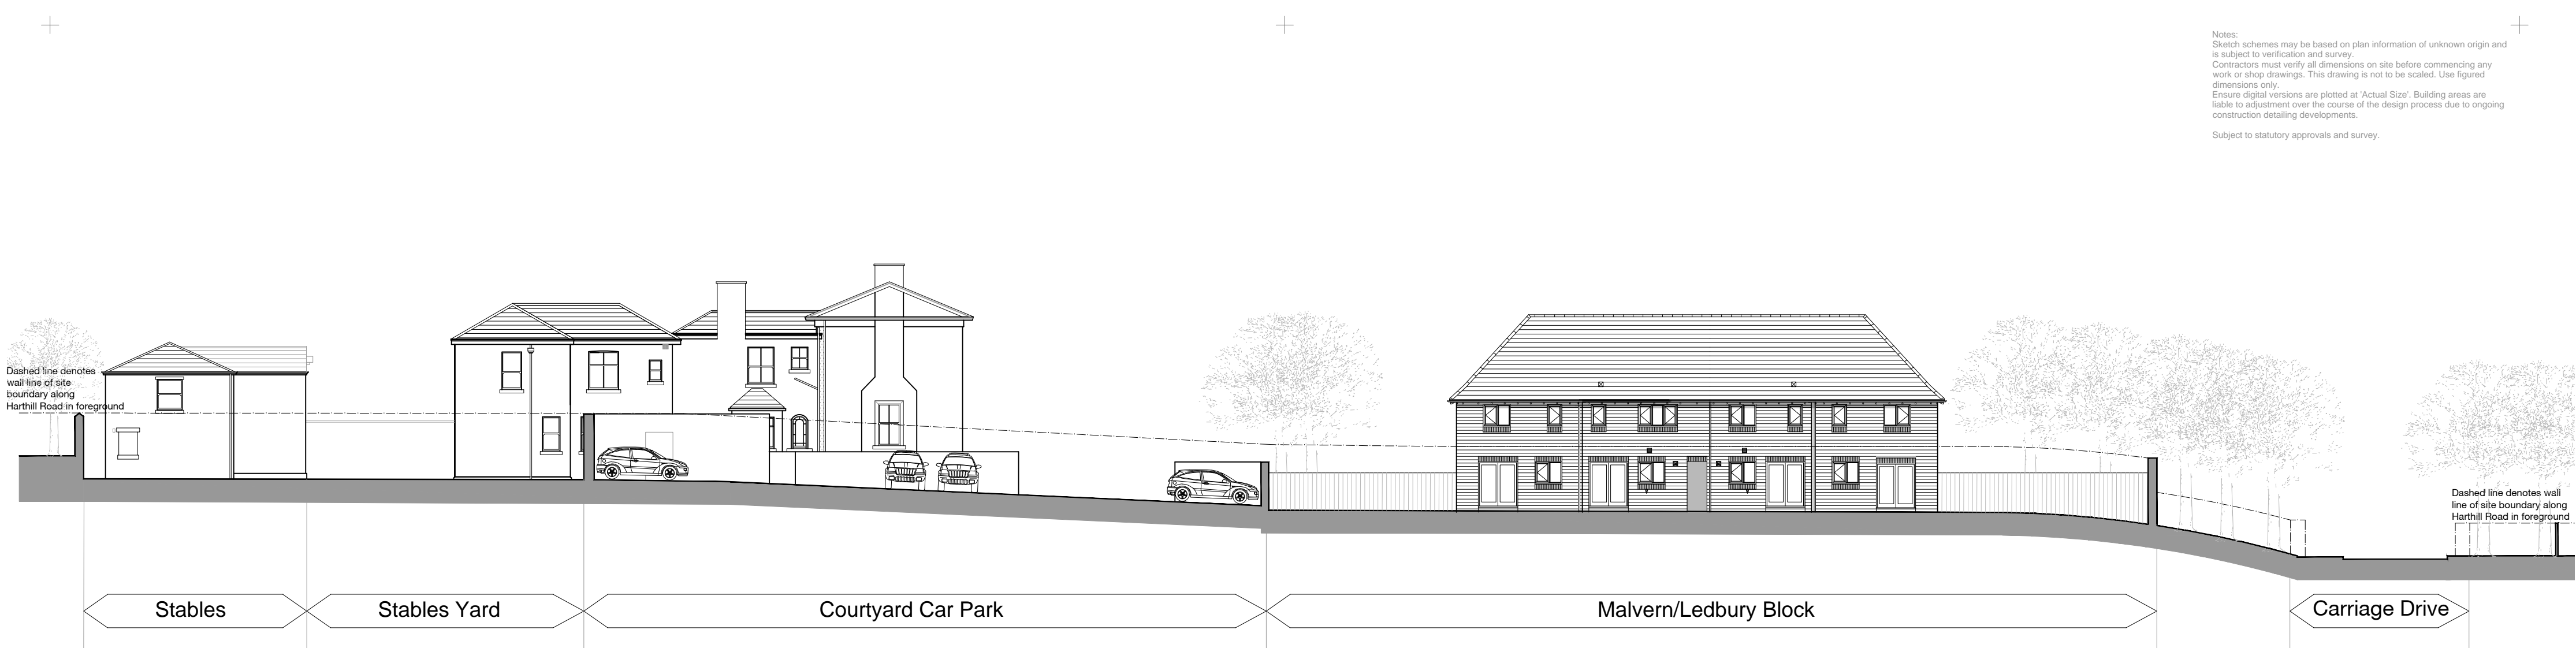 Notes:
Sketch schemes may be based on plan information of unknown origin and
is subject to verification and survey.
Contractors must verify all dimensions on site before commencing any
work or shop drawings. This drawing is not to be scaled. Use figured
dimensions only.
Ensure digital versions are plotted at 'Actual Size'. Building areas are
liable to adjustment over the course of the design process due to ongoing
construction detailing developments.
Subject to statutory approvals and survey.
Dashed line denotes
wall line of site
boundary along
Harthill Road in foreground
Dashed line denotes wall
line of site boundary along
Harthill Road in foreground
Stables
Stables Yard
Courtyard Car Park
Malvern/Ledbury Block
Carriage Drive